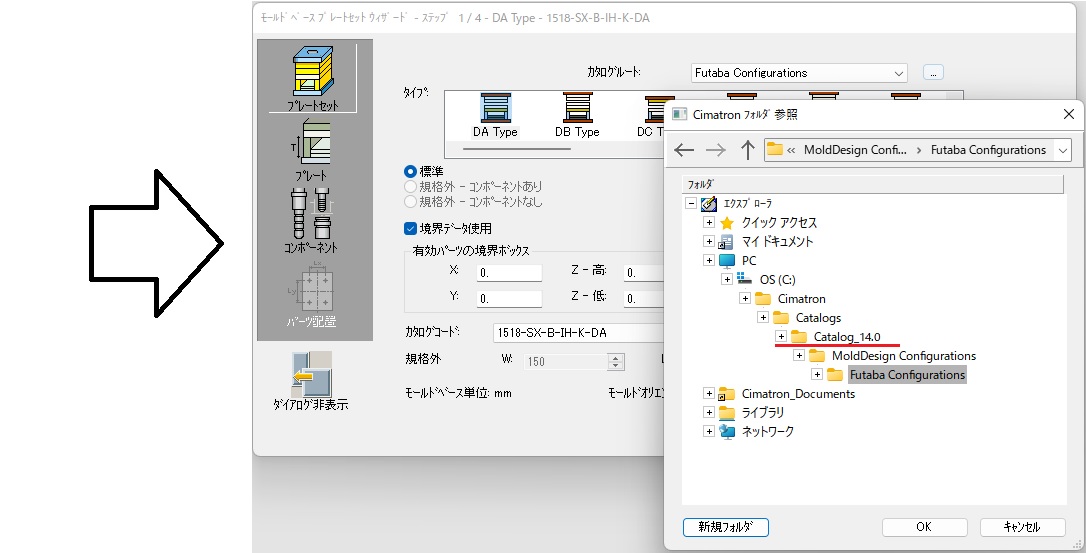 モールドベース プレートセット ウィザード - ステップ 1 / 4 - DA Type - 1518-SX-B-IH-K-DA
プレートセット
T
プレート
コンポーネント
Lx
Ly
パーツ配置
ダイアログ非表示
カタログルート:
Futaba Configurations
...
タイプ:
DA Type
DB Type
DC T
標準
規格外 - コンポーネントあり
規格外 - コンポーネントなし
境界データ使用
有効パーツの境界ボックス
X: 0. Z - 高: 0.
Y: 0. Z - 低: 0.
カタログコード: 1518-SX-B-IH-K-DA
規格外 W: 150 L
モールドベース単位: mm モールドオリエン
Cimatron フォルダ 参照
« MoldDesign Confi... › Futaba Configurations
フォルダ
エクスプローラ
クイック アクセス
マイ ドキュメント
PC
OS (C:)
Cimatron
Catalogs
Catalog_14.0
MoldDesign Configurations
Futaba Configurations
Cimatron_Documents
ライブラリ
ネットワーク
新規フォルダ OK キャンセル